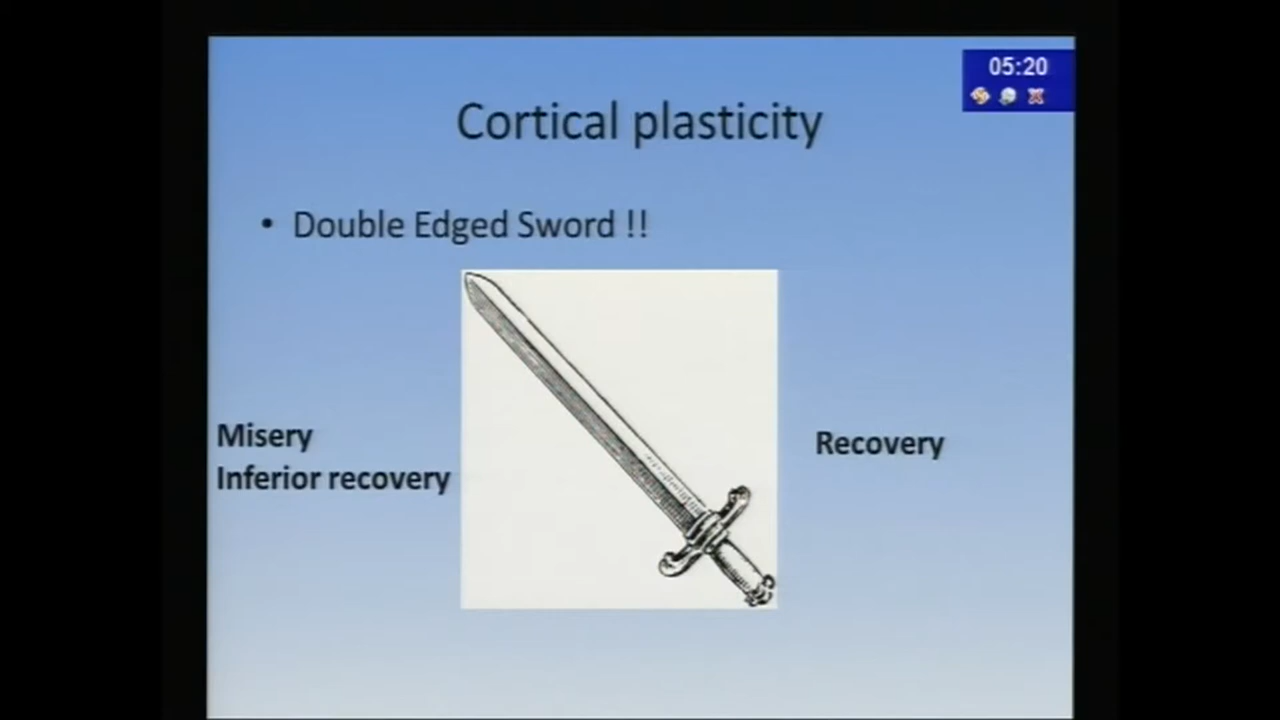 05:20
Cortical plasticity
• Double Edged Sword !!
Misery
Inferior recovery
Recovery